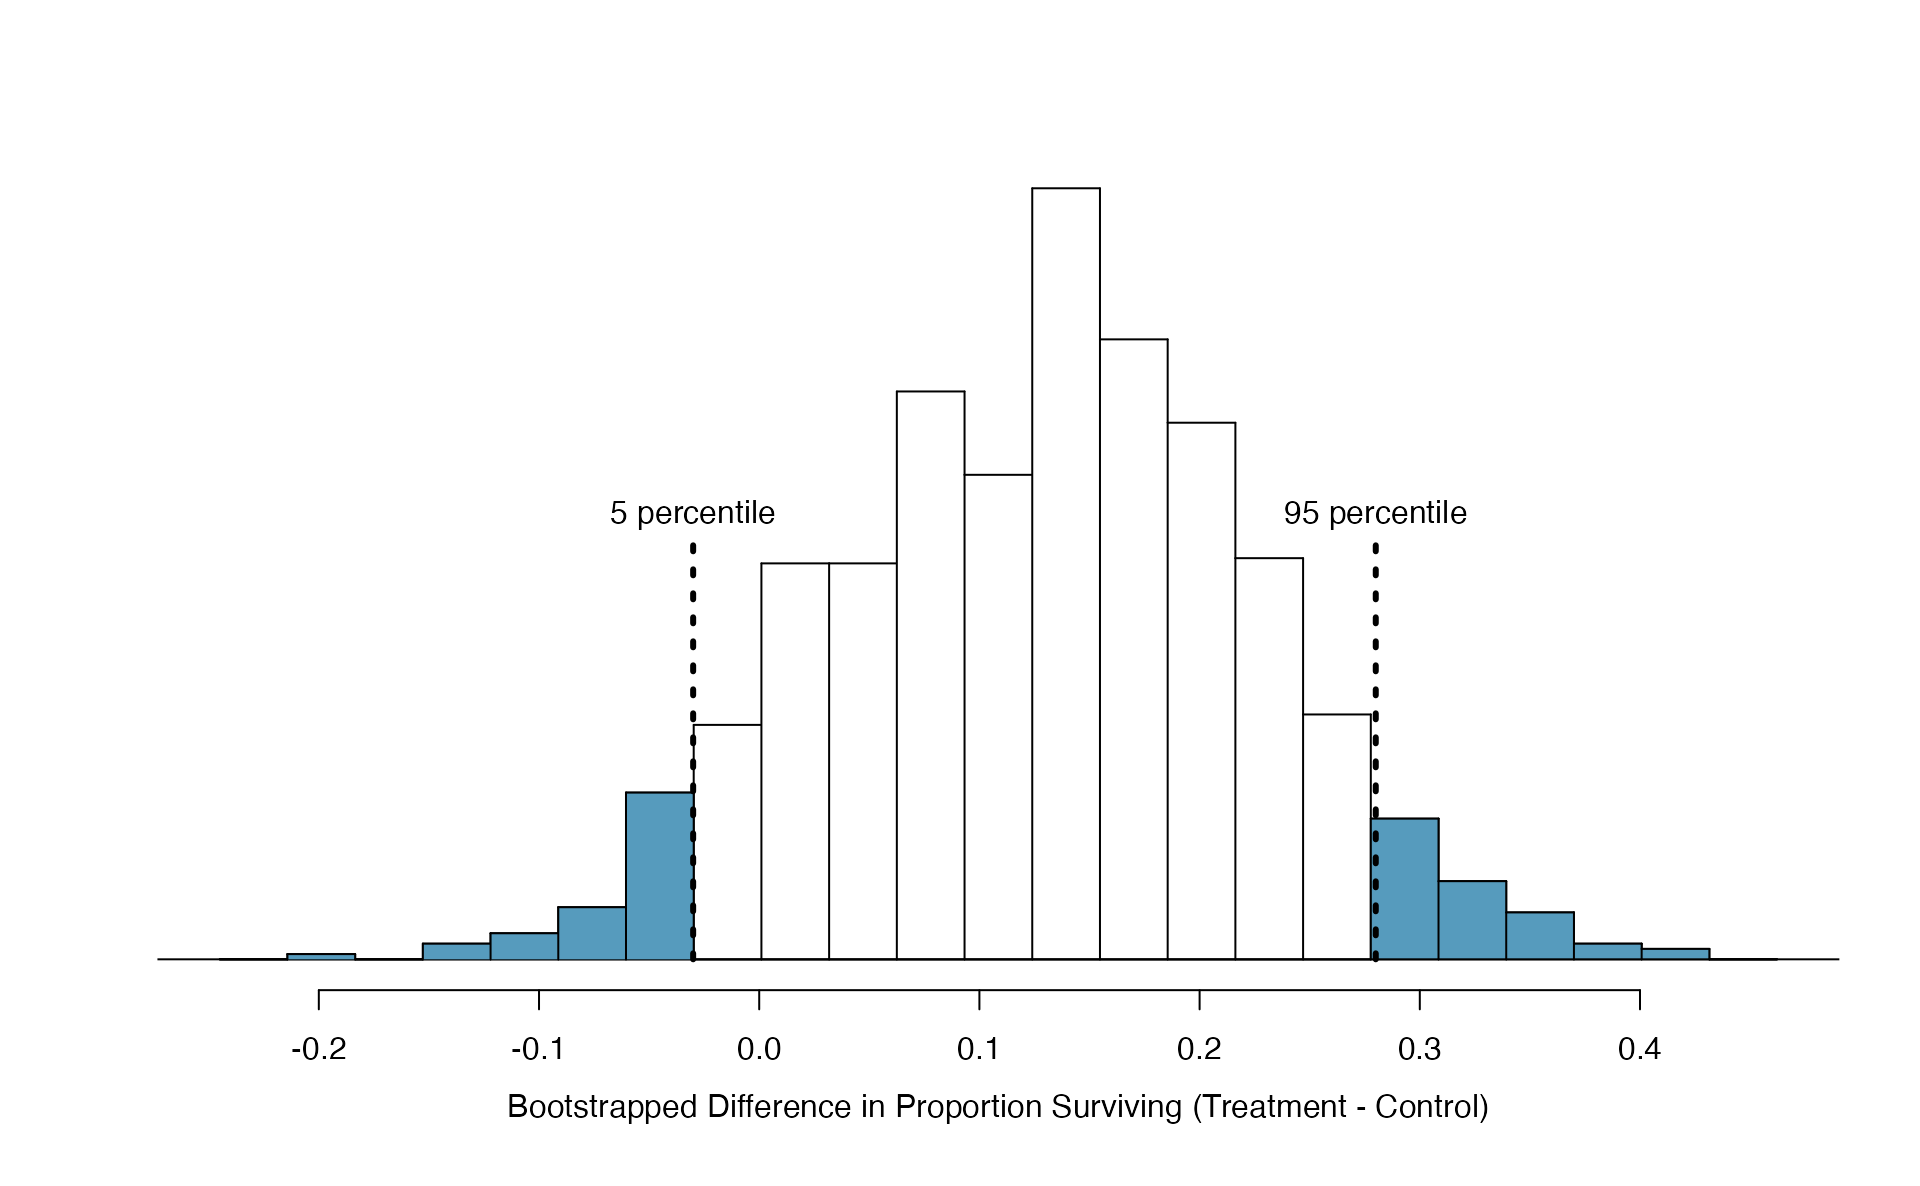 5 percentile
95 percentile
-0.2
-0.1
0.0
0.1
0.2
0.3
0.4
Bootstrapped Difference in Proportion Surviving (Treatment - Control)